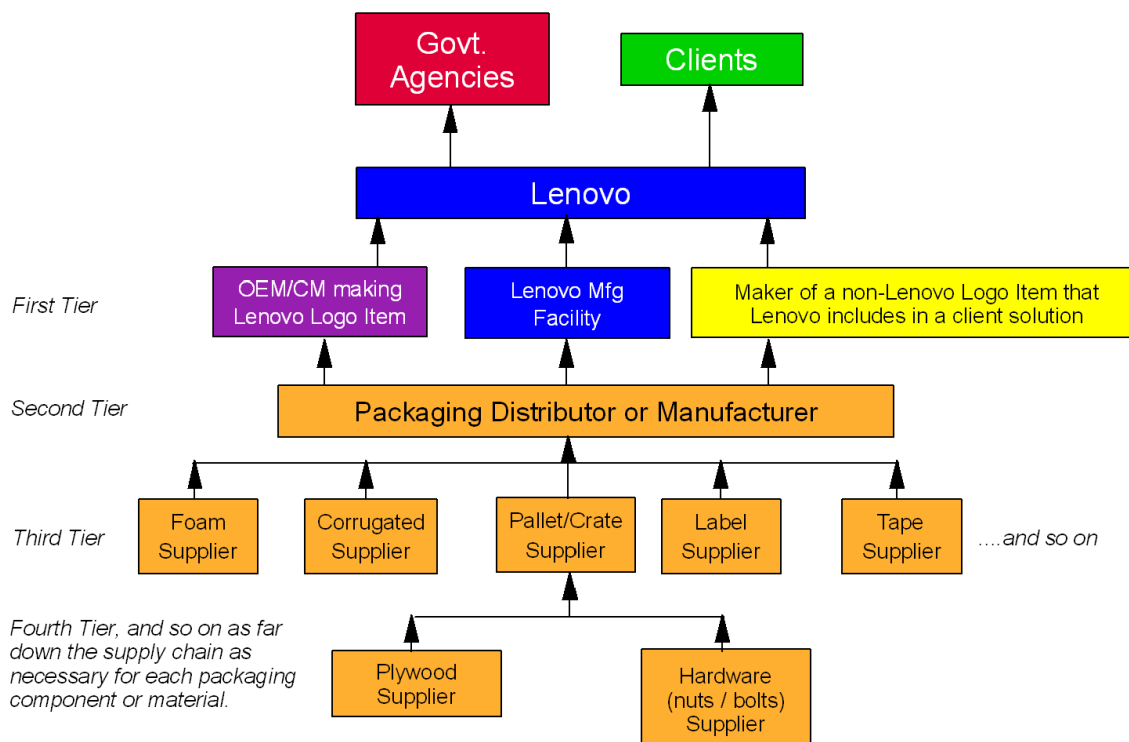 Govt.
Agencies
Clients
Lenovo
First Tier
OEM/CM making
Lenovo Logo Item
Lenovo Mfg
Facility
Maker of a non-Lenovo Logo Item that
Lenovo includes in a client solution
Second Tier
Packaging Distributor or Manufacturer
Third Tier
Foam
Supplier
Corrugated
Supplier
Pallet/Crate
Supplier
Label
Supplier
Tape
Supplier
....and so on
Fourth Tier, and so on as far
down the supply chain as
necessary for each packaging
component or material.
Plywood
Supplier
Hardware
(nuts / bolts)
Supplier